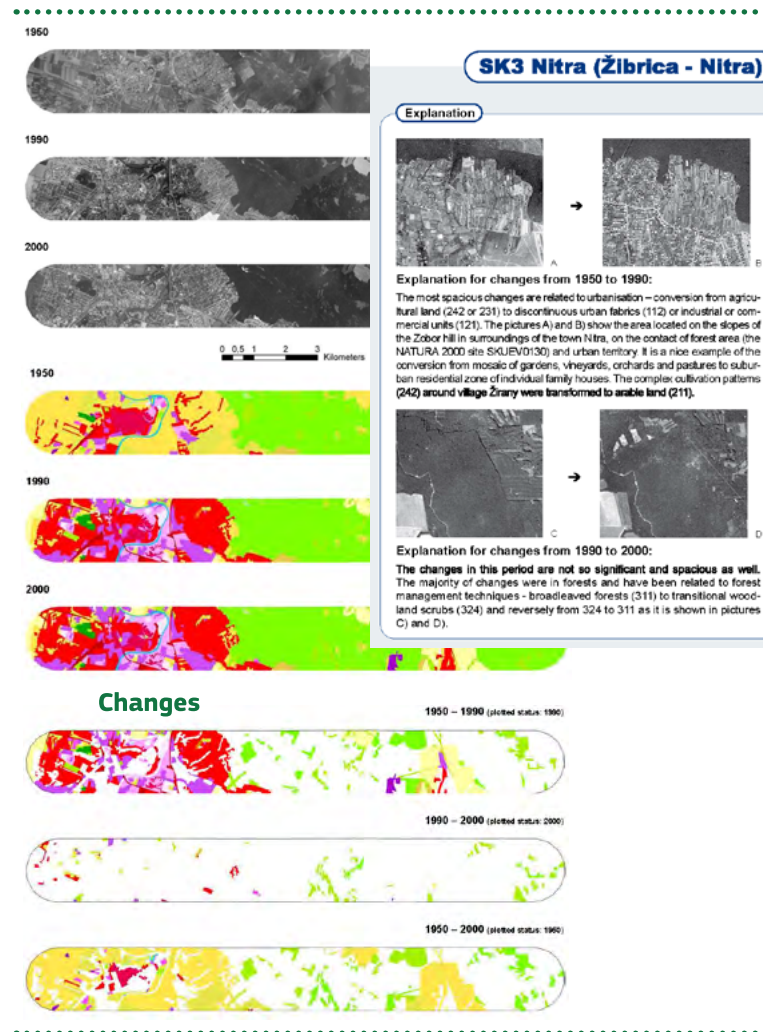 1950
SK3 Nitra (Žibrica - Nitra)
Explanation
1990
2000
A
B
Explanation for changes from 1950 to 1990:
The most spacious changes are related to urbanisation – conversion from agricu-
ltural land (242 or 231) to discontinuous urban fabrics (112) or industrial or com-
mercial units (121). The pictures A) and B) show the area located on the slopes of
the Zobor hill in surroundings of the town Nitra, on the contact of forest area (the
NATURA 2000 site SKUEV0130) and urban territory. It is a nice example of the
conversion from mosaic of gardens, vineyards, orchards and pastures to subur-
ban residential zone of individual family houses. The complex cultivation patterns
(242) around village Žirany were transformed to arable land (211).
0 0.5 1 2 3
Kilometers
1950
1990
C
D
Explanation for changes from 1990 to 2000:
The changes in this period are not so significant and spacious as well.
The majority of changes were in forests and have been related to forest
management techniques - broadleaved forests (311) to transitional wood-
land scrubs (324) and reversely from 324 to 311 as it is shown in pictures
C) and D).
2000
Changes
1950 – 1990 (plotted status: 1990)
1990 – 2000 (plotted status: 2000)
1950 – 2000 (plotted status: 1950)